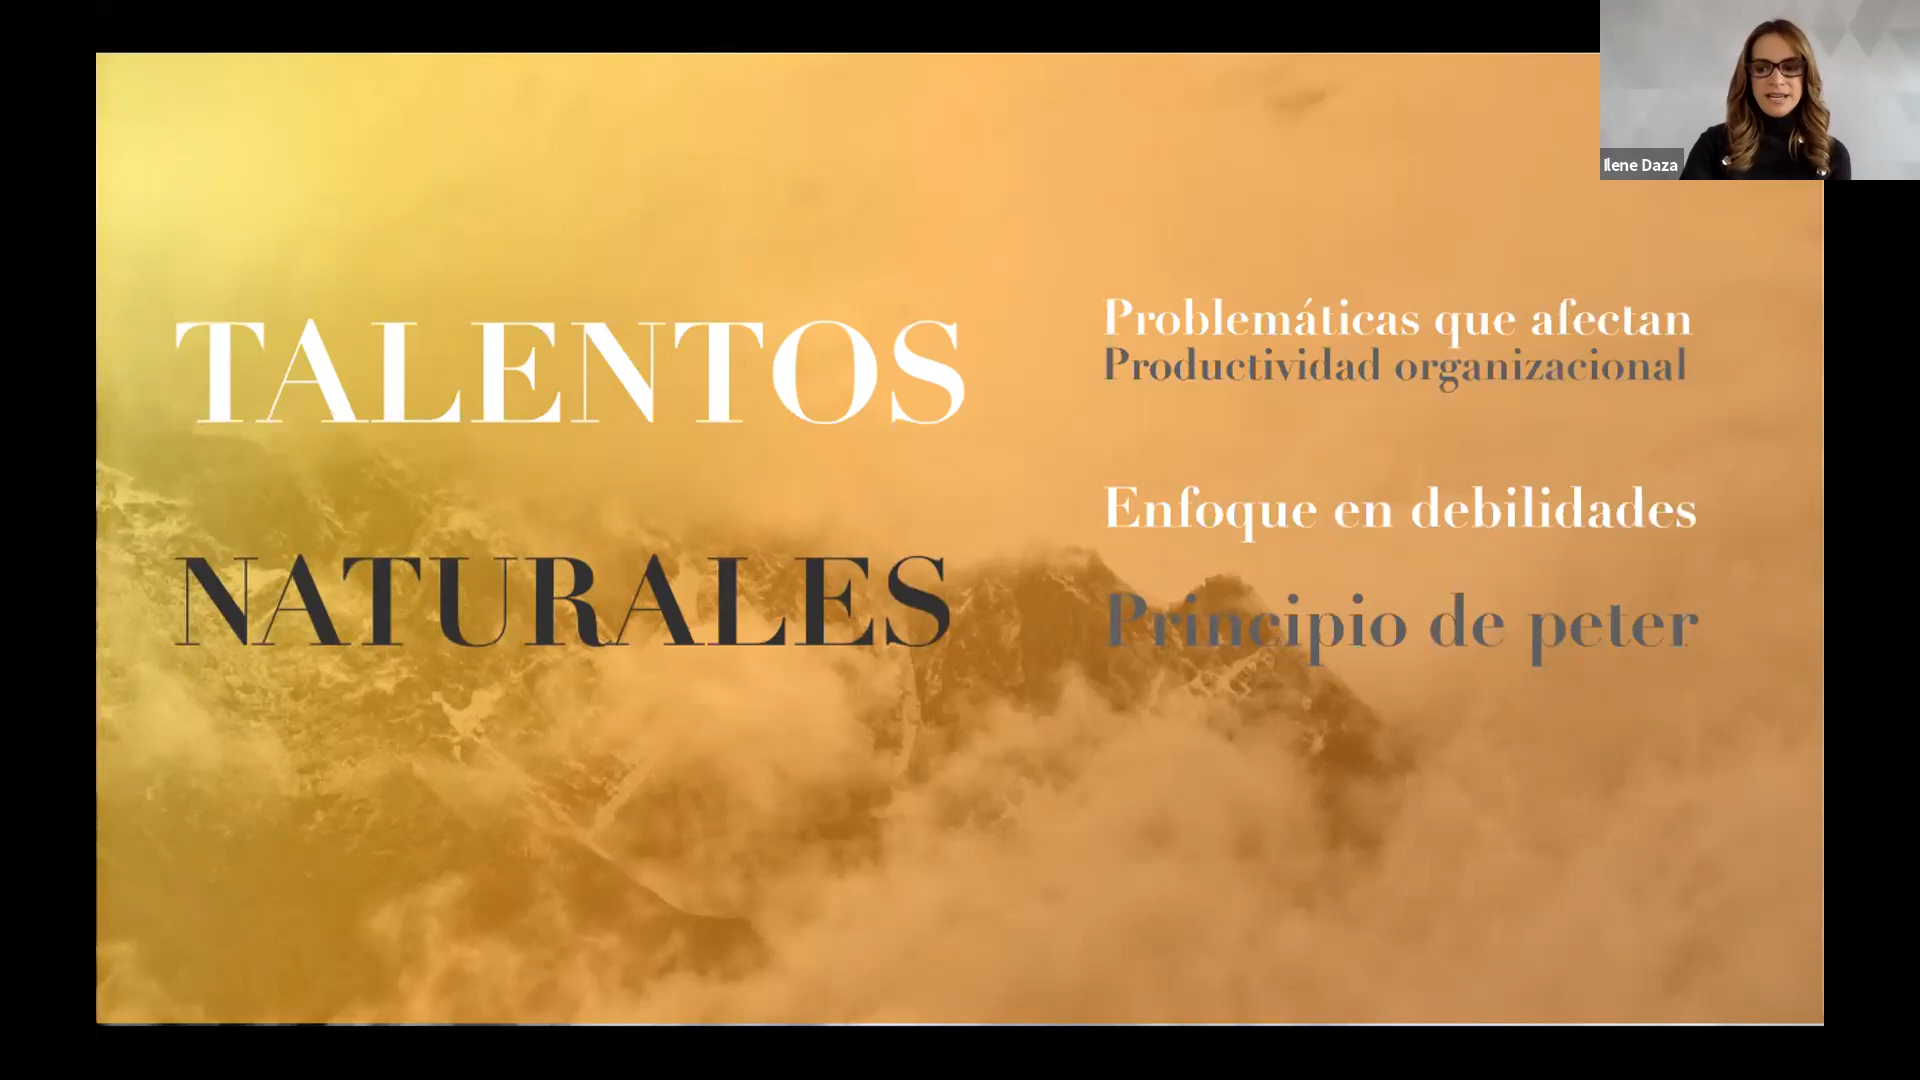 TALENTOS
NATURALES
Problemáticas que afectan
Productividad organizacional
Enfoque en debilidades
Principio de peter
Ilene Daza